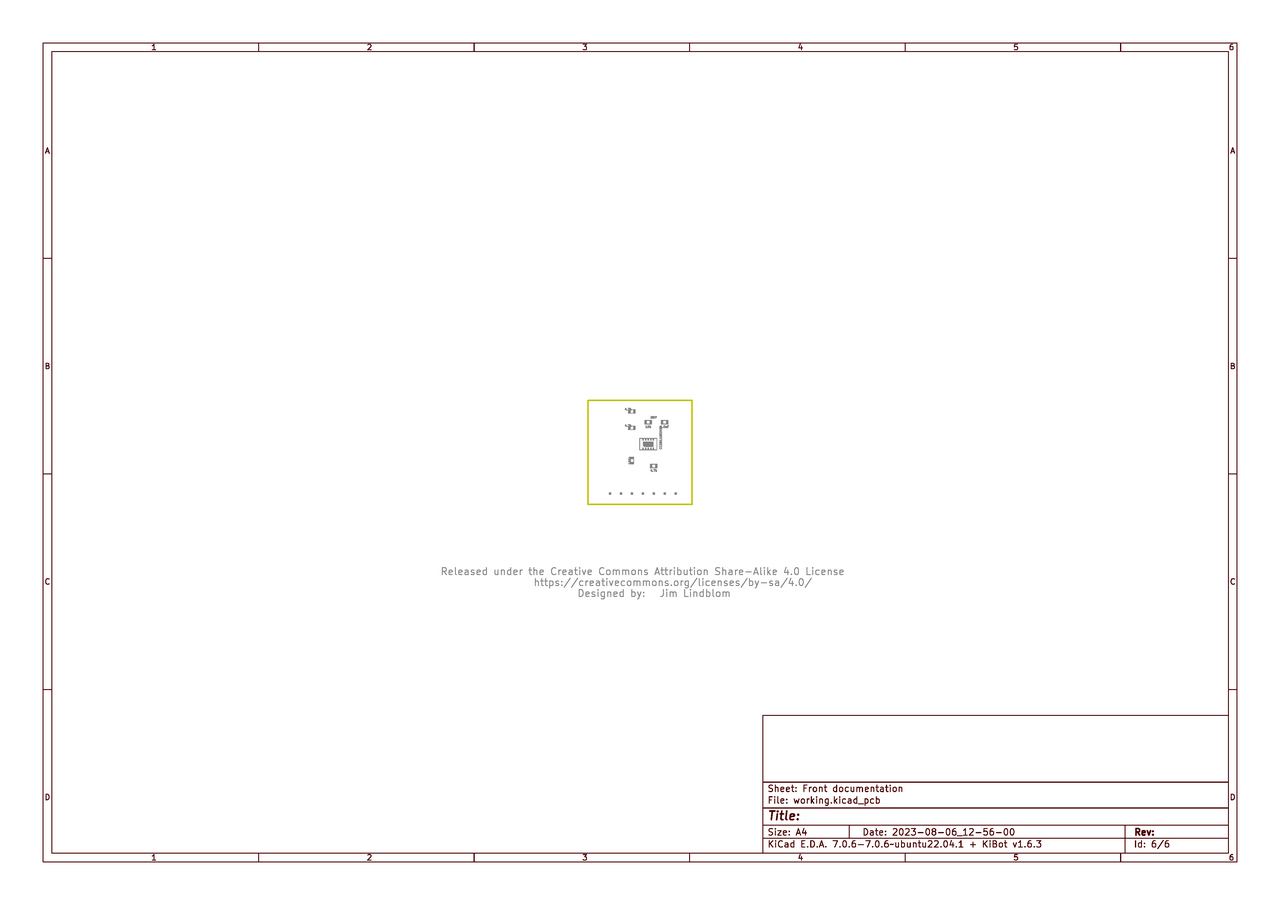 1 2 3 4 5 6
A A
B B
Released under the Creative Commons Attribution Share-Alike 4.0 License
https://creativecommons.org/licenses/by-sa/4.0/
Designed by: Jim Lindblom
C C
Sheet: Front documentation
File: working.kicad_pcb
D D
Title:
Size: A4 Date: 2023-08-06_12-56-00 Rev:
KiCad E.D.A. 7.0.6-7.0.6~ubuntu22.04.1 + KiBot v1.6.3 Id: 6/6
1 2 3 4 5 6